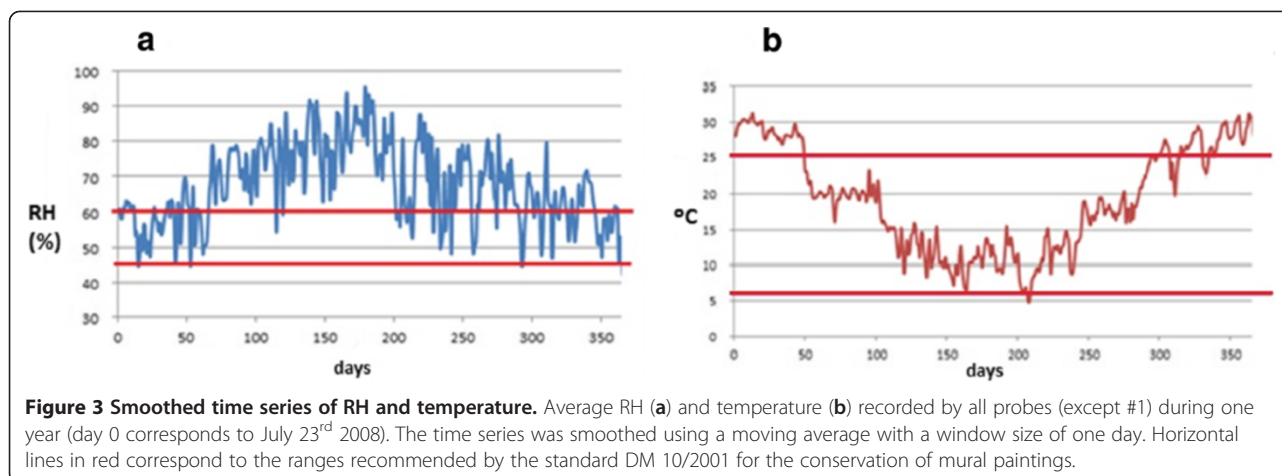 a
b
100
90
80
70
60
50
40
30
RH
(%)
0 50 100 150 200 250 300 350
days
35
30
25
20
15
10
5
0
°C
0 50 100 150 200 250 300 350
days
Figure 3 Smoothed time series of RH and temperature. Average RH (a) and temperature (b) recorded by all probes (except #1) during one
year (day 0 corresponds to July 23rd 2008). The time series was smoothed using a moving average with a window size of one day. Horizontal
lines in red correspond to the ranges recommended by the standard DM 10/2001 for the conservation of mural paintings.